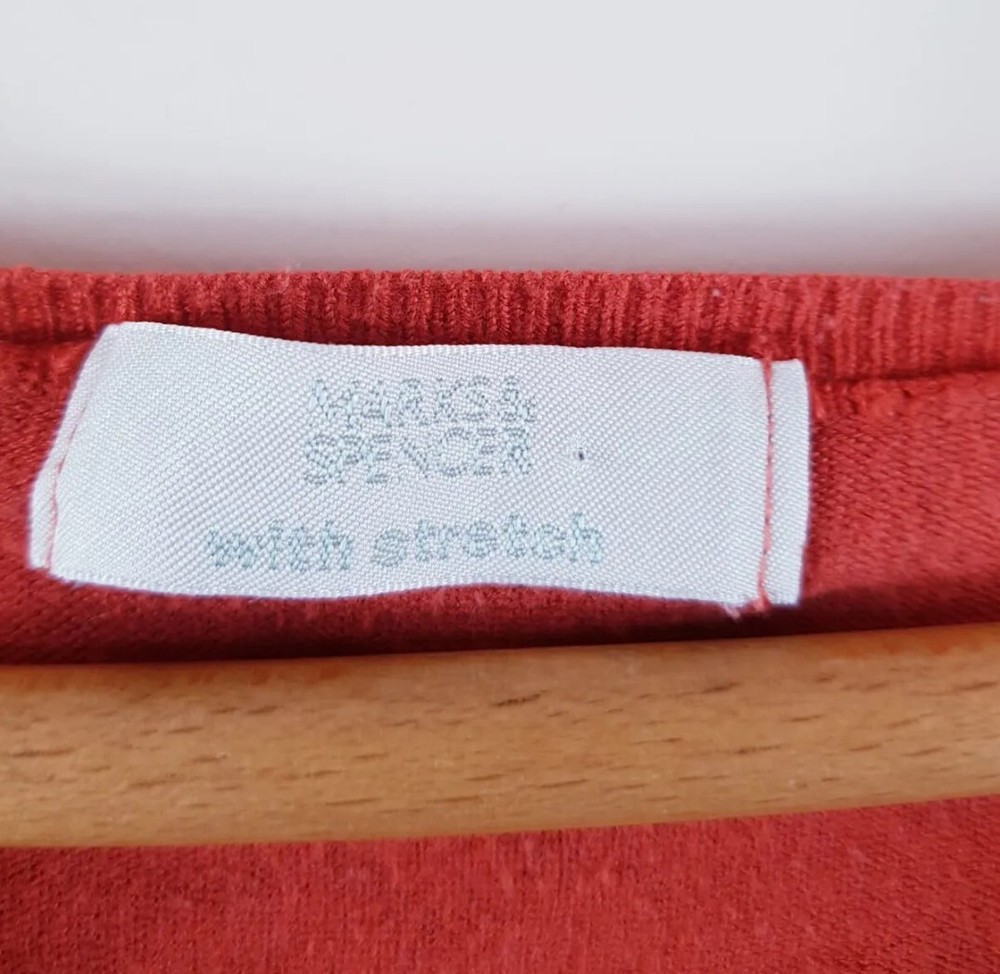 MARKS &
SPENCER
with stretch